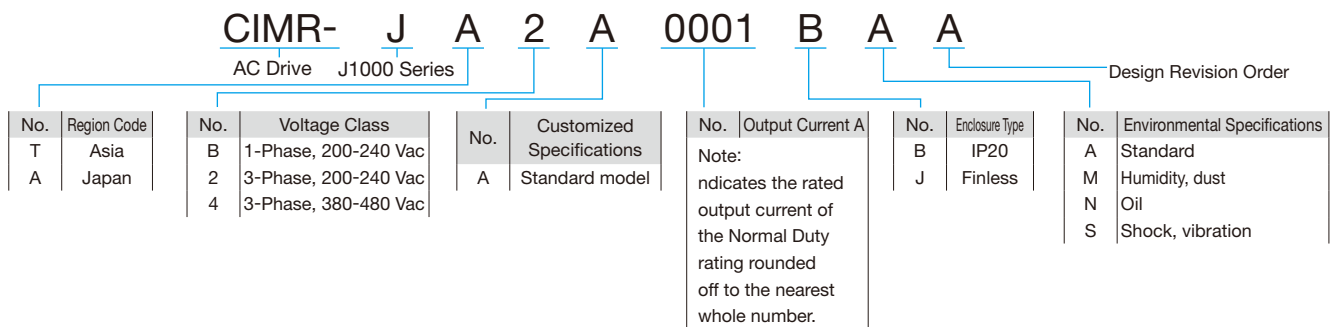 CIMR- J A 2 A 0001 B A A
AC Drive J1000 Series
Design Revision Order
No. Region Code
T Asia
A Japan
No. Voltage Class
B 1-Phase, 200-240 Vac
2 3-Phase, 200-240 Vac
4 3-Phase, 380-480 Vac
No. Customized
Specifications
A Standard model
No. Output Current A
Note:
ndicates the rated
output current of
the Normal Duty
rating rounded
off to the nearest
whole number.
No. Enclosure Type
B IP20
J Finless
No. Environmental Specifications
A Standard
M Humidity, dust
N Oil
S Shock, vibration